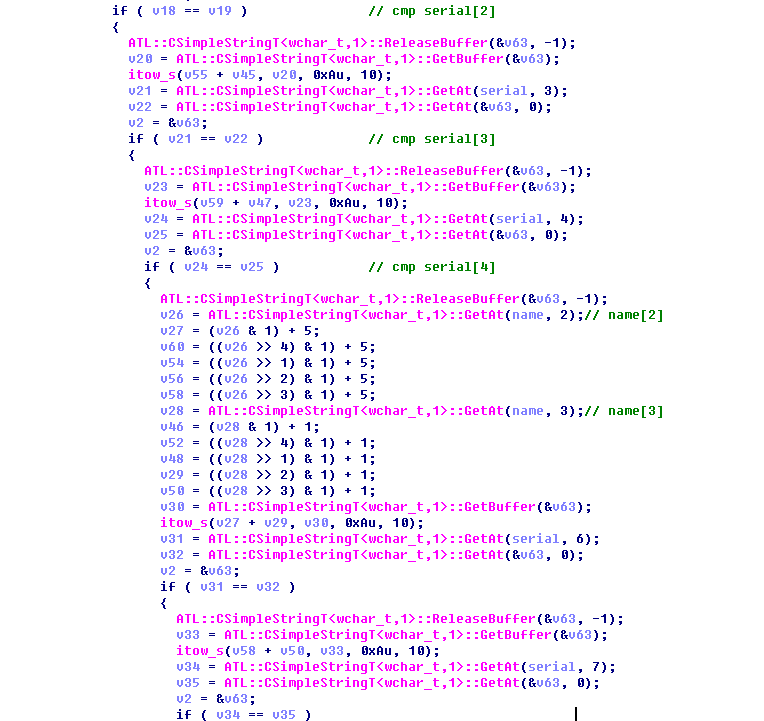 if ( v18 == v19 ) // cmp serial[2]
{
ATL::CSimpleStringT<wchar_t,1>::ReleaseBuffer(&v63, -1);
v20 = ATL::CSimpleStringT<wchar_t,1>::GetBuffer(&v63);
itow_s(v55 + v45, v20, 0xAu, 10);
v21 = ATL::CSimpleStringT<wchar_t,1>::GetAt(serial, 3);
v22 = ATL::CSimpleStringT<wchar_t,1>::GetAt(&v63, 0);
v2 = &v63;
if ( v21 == v22 ) // cmp serial[3]
{
ATL::CSimpleStringT<wchar_t,1>::ReleaseBuffer(&v63, -1);
v23 = ATL::CSimpleStringT<wchar_t,1>::GetBuffer(&v63);
itow_s(v59 + v47, v23, 0xAu, 10);
v24 = ATL::CSimpleStringT<wchar_t,1>::GetAt(serial, 4);
v25 = ATL::CSimpleStringT<wchar_t,1>::GetAt(&v63, 0);
v2 = &v63;
if ( v24 == v25 ) // cmp serial[4]
{
ATL::CSimpleStringT<wchar_t,1>::ReleaseBuffer(&v63, -1);
v26 = ATL::CSimpleStringT<wchar_t,1>::GetAt(name, 2);// name[2]
v27 = (v26 & 1) + 5;
v60 = ((v26 >> 4) & 1) + 5;
v54 = ((v26 >> 1) & 1) + 5;
v56 = ((v26 >> 2) & 1) + 5;
v58 = ((v26 >> 3) & 1) + 5;
v28 = ATL::CSimpleStringT<wchar_t,1>::GetAt(name, 3);// name[3]
v46 = (v28 & 1) + 1;
v52 = ((v28 >> 4) & 1) + 1;
v48 = ((v28 >> 1) & 1) + 1;
v29 = ((v28 >> 2) & 1) + 1;
v50 = ((v28 >> 3) & 1) + 1;
v30 = ATL::CSimpleStringT<wchar_t,1>::GetBuffer(&v63);
itow_s(v27 + v29, v30, 0xAu, 10);
v31 = ATL::CSimpleStringT<wchar_t,1>::GetAt(serial, 6);
v32 = ATL::CSimpleStringT<wchar_t,1>::GetAt(&v63, 0);
v2 = &v63;
if ( v31 == v32 )
{
ATL::CSimpleStringT<wchar_t,1>::ReleaseBuffer(&v63, -1);
v33 = ATL::CSimpleStringT<wchar_t,1>::GetBuffer(&v63);
itow_s(v58 + v50, v33, 0xAu, 10);
v34 = ATL::CSimpleStringT<wchar_t,1>::GetAt(serial, 7);
v35 = ATL::CSimpleStringT<wchar_t,1>::GetAt(&v63, 0);
v2 = &v63;
if ( v34 == v35 )